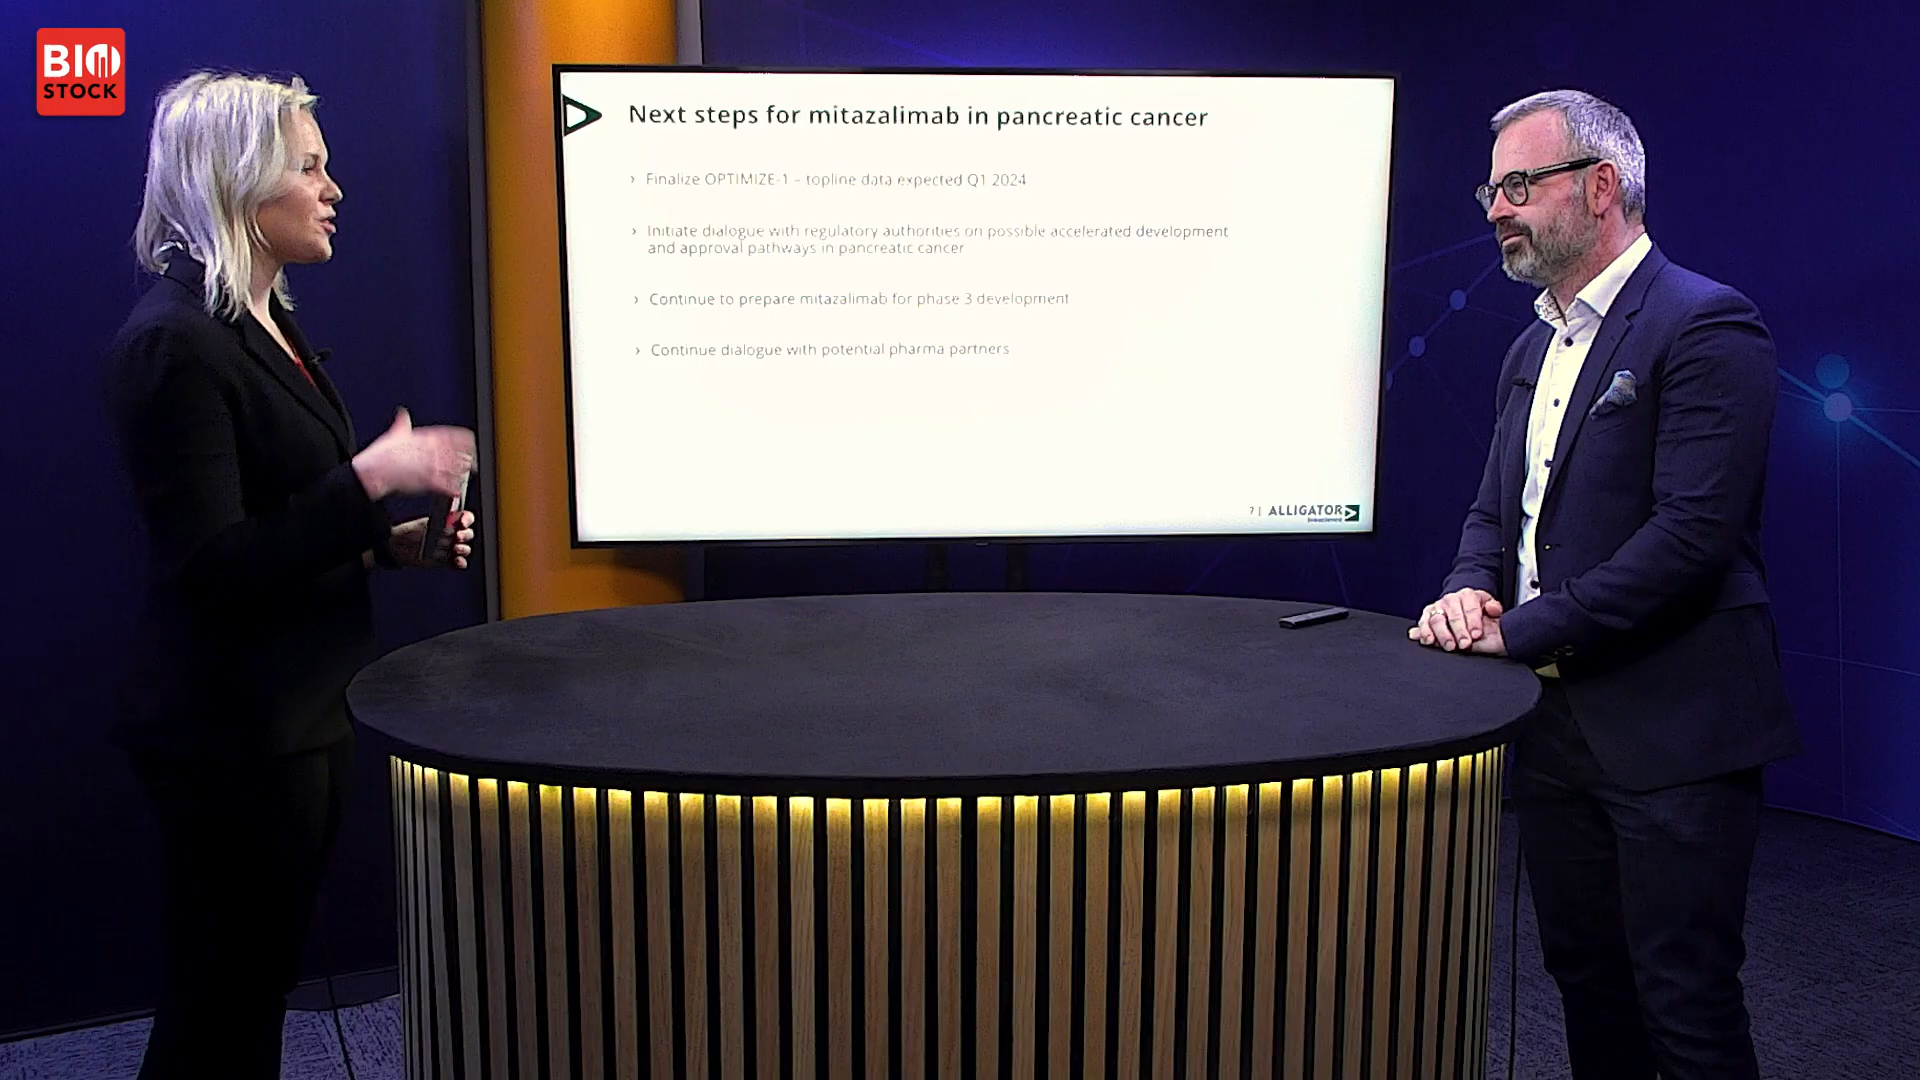 BIO
STOCK
Next steps for mitazalimab in pancreatic cancer
› Finalize OPTIMIZE-1 – topline data expected Q1 2024
› Initiate dialogue with regulatory authorities on possible accelerated development
and approval pathways in pancreatic cancer
› Continue to prepare mitazalimab for phase 3 development
› Continue dialogue with potential pharma partners
7 | ALLIGATOR
bioscience